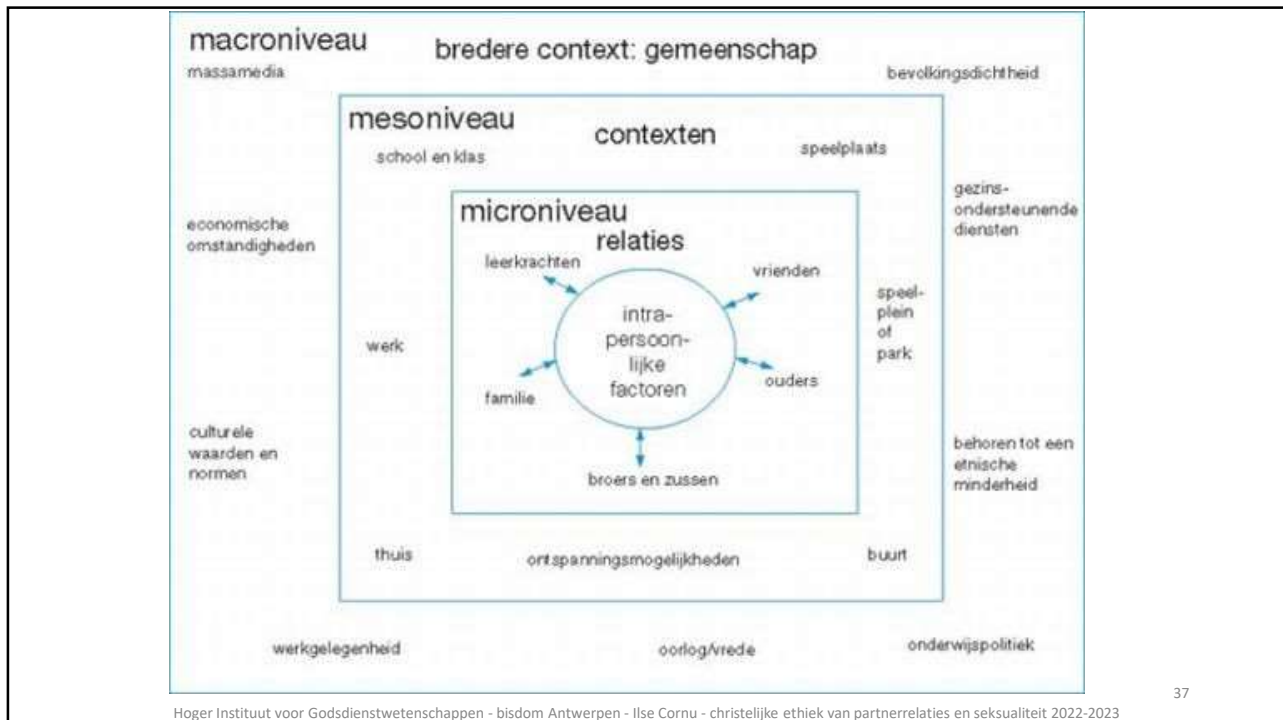 macroniveau
bredere context: gemeenschap
massamedia
bevolkingsdichtheid
mesoniveau
contexten
school en klas
speelplaats
microniveau
relaties
gezins-
ondersteunende
diensten
economische
omstandigheden
leerkrachten
vrienden
intra-
persoon-
lijke
factoren
speel-
plein
of
park
werk
familie
ouders
culturele
waarden en
normen
broers en zussen
behoren tot een
etnische
minderheid
thuis
ontspanningsmogelijkheden
buurt
werkgelegenheid
oorlog/vrede
onderwijspolitiek
37
Hoger Instituut voor Godsdienstwetenschappen - bisdom Antwerpen - Ilse Cornu - christelijke ethiek van partnerrelaties en seksualiteit 2022-2023